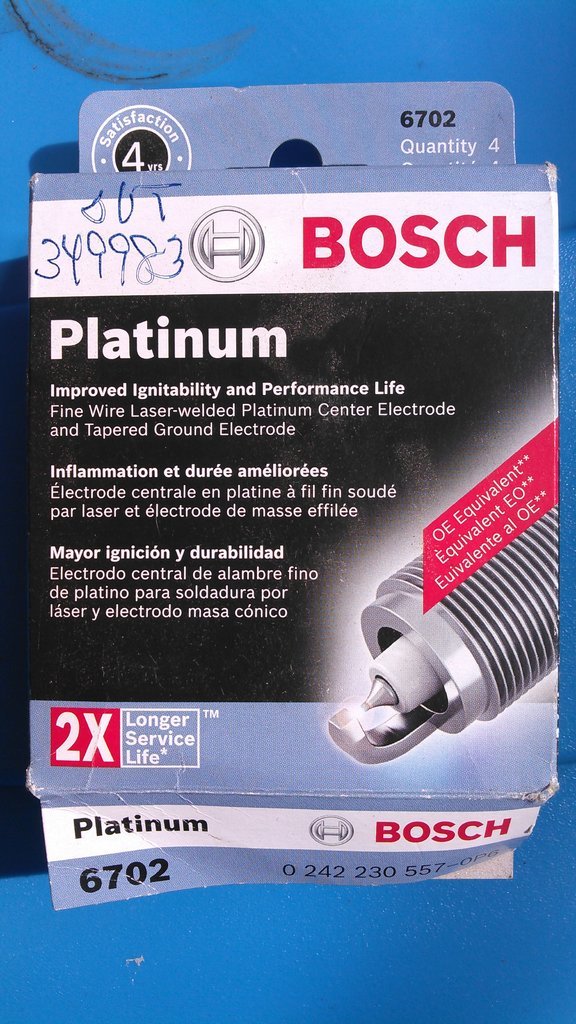 Satisfaction
4 yrs
6702
Quantity 4
349983
BOSCH
Platinum
Improved Ignitability and Performance Life
Fine Wire Laser-welded Platinum Center Electrode
and Tapered Ground Electrode
Inflammation et durée améliorées
Électrode centrale en platine à fil fin soudé
par laser et électrode de masse effilée
Mayor ignición y durabilidad
Electrodo central de alambre fino
de platino para soldadura por
láser y electrodo masa cónico
OE Equivalent**
Équivalent EO**
Euivalente al OE**
2X Longer
Service
Life*
TM
Platinum
BOSCH
6702
0 242 230 557